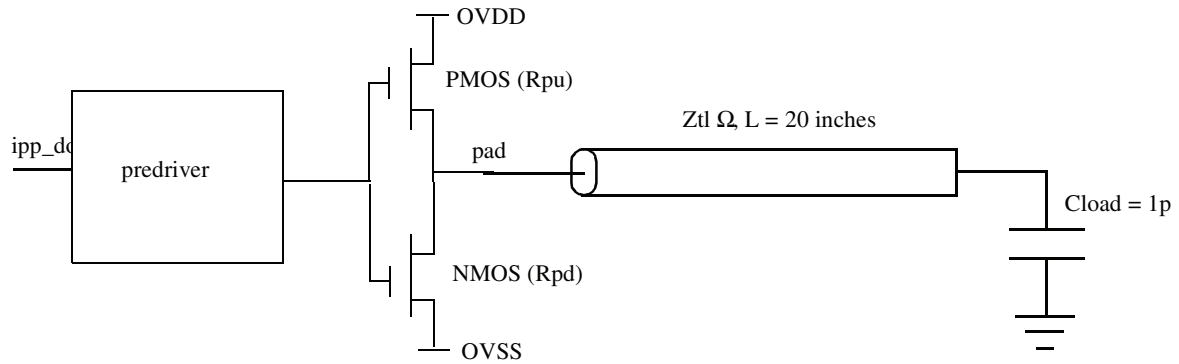 OVDD
PMOS (Rpu)
Ztl Ω, L = 20 inches
ipp_do
predriver
pad
Cload = 1p
NMOS (Rpd)
OVSS